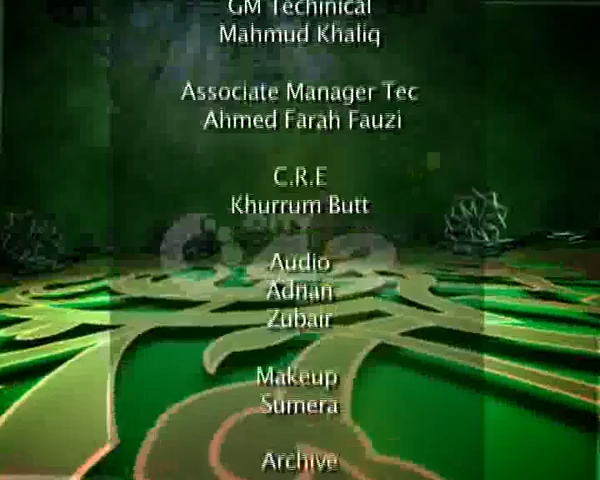 GM Techinical
Mahmud Khaliq
Associate Manager Tec
Ahmed Farah Fauzi
C.R.E
Khurrum Butt
Audio
Adnan
Zubair
Makeup
Sumera
Archive